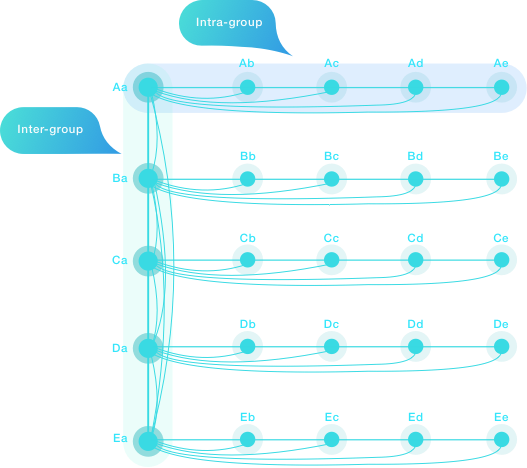 Intra-group
Ab Ac Ad Ae
Aa
Inter-group
Bb Bc Bd Be
Ba
Cb Cc Cd Ce
Ca
Db Dc Dd De
Da
Eb Ec Ed Ee
Ea